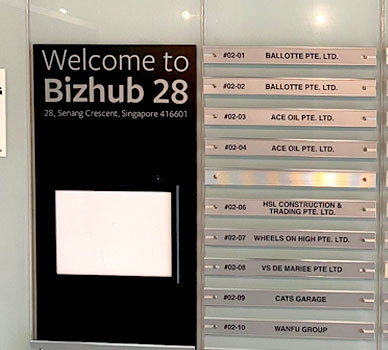 Welcome to
Bizhub 28
28, Senang Crescent, Singapore 416601
#02-01 BALLOTTE PTE. LTD.
#02-02 BALLOTTE PTE. LTD.
#02-03 ACE OIL PTE. LTD.
#02-04 ACE OIL PTE. LTD.
#02-06 HSL CONSTRUCTION &
TRADING PTE. LTD.
#02-07 WHEELS ON HIGH PTE. LTD.
#02-08 VS DE MARIEE PTE LTD
#02-09 CATS GARAGE
#02-10 WANFU GROUP